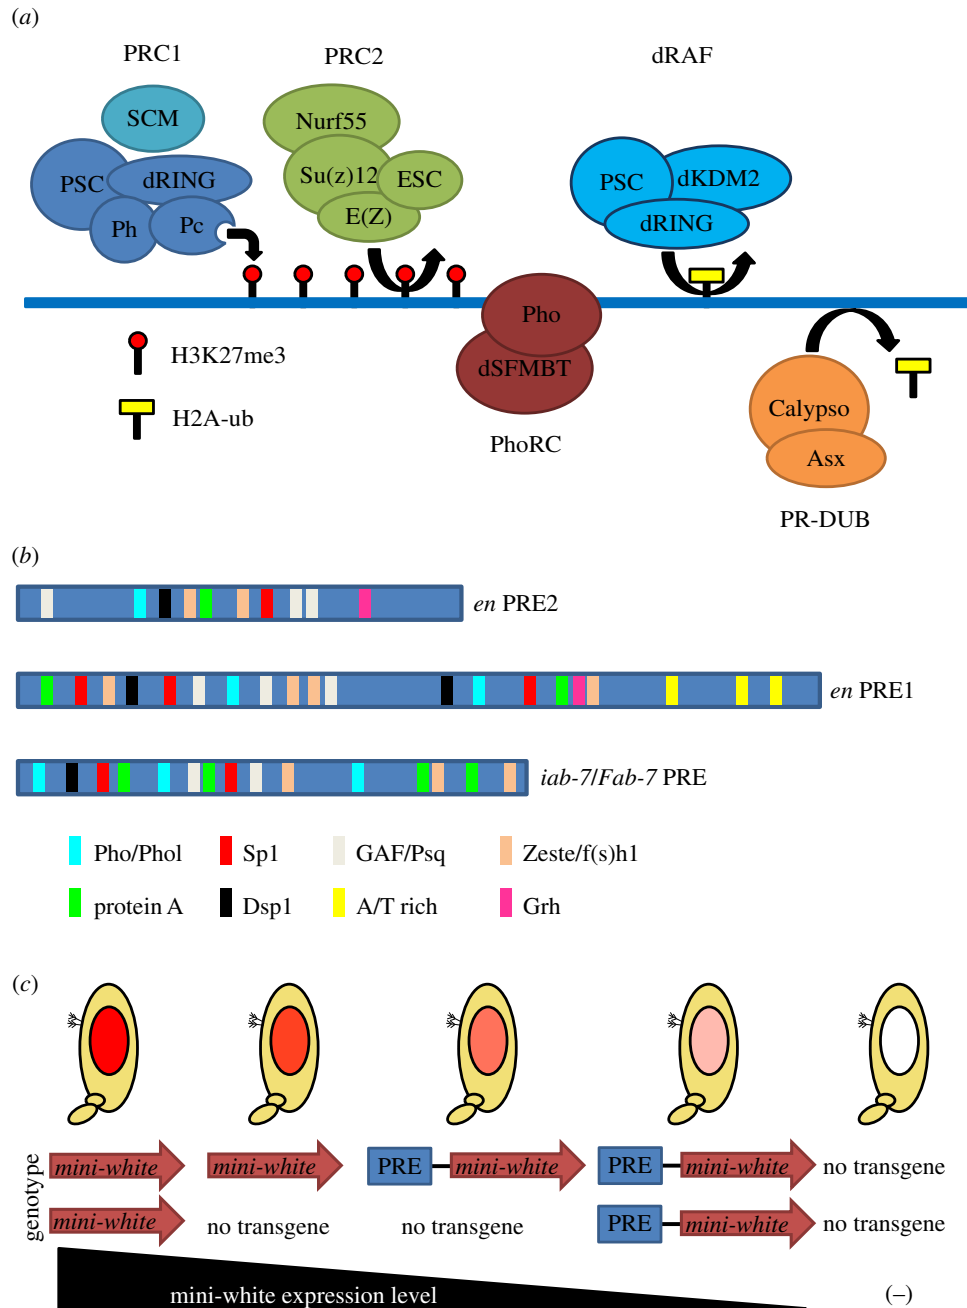 (a)
PRC1 PRC2 dRAF
SCM
Nurf55
PSC dRING
Su(z)12 ESC
PSC dKDM2
Ph Pc
E(Z)
dRING
Pho
H3K27me3
dSFMBT
H2A-ub
Calypso
PhoRC
Asx
PR-DUB
(b)
en PRE2
en PRE1
iab-7/Fab-7 PRE
Pho/Phol Sp1 GAF/Psq Zeste/f(s)h1
protein A Dsp1 A/T rich Grh
(c)
genotype
mini-white mini-white PRE mini-white PRE mini-white no transgene
mini-white no transgene no transgene PRE mini-white no transgene
mini-white expression level (–)